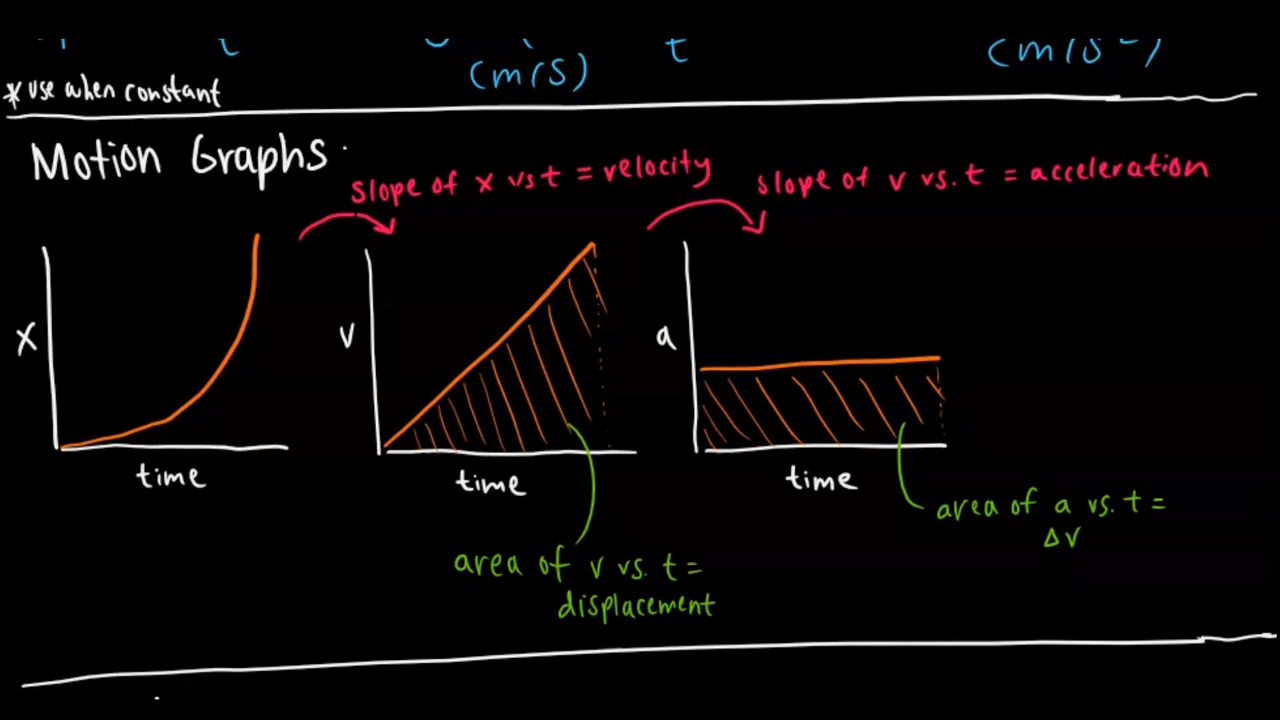 t
t
(m/s)
* use when constant
Motion Graphs
slope of x vs t = velocity
slope of v vs. t = acceleration
x
v
a
time
time
time
area of a vs. t =
Δv
area of v vs. t =
displacement